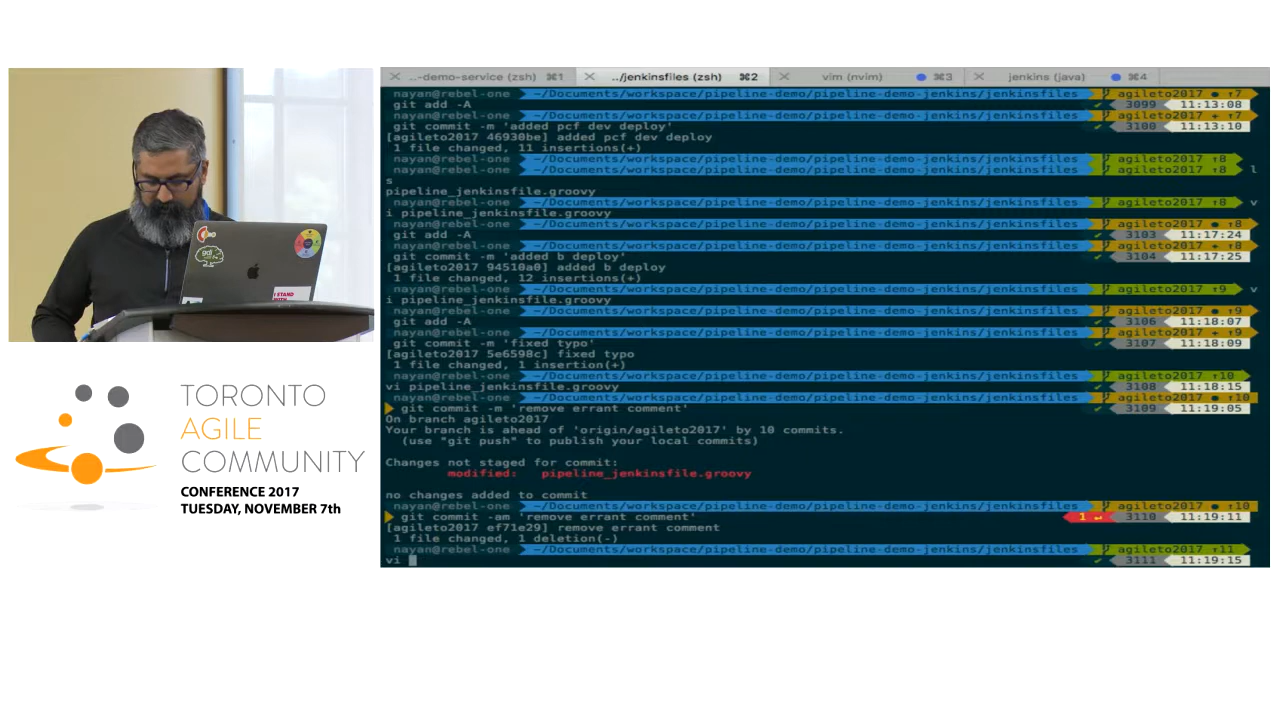 ...-demo-service (zsh) ⌘1 ../jenkinsfiles (zsh) ⌘2 vim (nvim) ⌘3 jenkins (java) ⌘4
nayan@rebel-one ~/Documents/workspace/pipeline-demo/pipeline-demo-jenkins/jenkinsfiles agileto2017 ● ↑7
git add -A ✔ 3099 11:13:08
nayan@rebel-one ~/Documents/workspace/pipeline-demo/pipeline-demo-jenkins/jenkinsfiles agileto2017 + ↑7
git commit -m 'added pcf dev deploy' ✔ 3100 11:13:10
[agileto2017 46930be] added pcf dev deploy
1 file changed, 11 insertions(+)
nayan@rebel-one ~/Documents/workspace/pipeline-demo/pipeline-demo-jenkins/jenkinsfiles agileto2017 ↑8
nayan@rebel-one ~/Documents/workspace/pipeline-demo/pipeline-demo-jenkins/jenkinsfiles agileto2017 ↑8 l
s
pipeline_jenkinsfile.groovy
nayan@rebel-one ~/Documents/workspace/pipeline-demo/pipeline-demo-jenkins/jenkinsfiles agileto2017 ↑8 v
i pipeline_jenkinsfile.groovy
nayan@rebel-one ~/Documents/workspace/pipeline-demo/pipeline-demo-jenkins/jenkinsfiles agileto2017 ● ↑8
git add -A ✔ 3103 11:17:24
nayan@rebel-one ~/Documents/workspace/pipeline-demo/pipeline-demo-jenkins/jenkinsfiles agileto2017 + ↑8
git commit -m 'added b deploy' ✔ 3104 11:17:25
[agileto2017 94510a0] added b deploy
1 file changed, 12 insertions(+)
nayan@rebel-one ~/Documents/workspace/pipeline-demo/pipeline-demo-jenkins/jenkinsfiles agileto2017 ↑9 v
i pipeline_jenkinsfile.groovy
nayan@rebel-one ~/Documents/workspace/pipeline-demo/pipeline-demo-jenkins/jenkinsfiles agileto2017 ● ↑9
git add -A ✔ 3106 11:18:07
nayan@rebel-one ~/Documents/workspace/pipeline-demo/pipeline-demo-jenkins/jenkinsfiles agileto2017 + ↑9
git commit -m 'fixed typo' ✔ 3107 11:18:09
[agileto2017 5e6598c] fixed typo
1 file changed, 1 insertion(+)
nayan@rebel-one ~/Documents/workspace/pipeline-demo/pipeline-demo-jenkins/jenkinsfiles agileto2017 ↑10
vi pipeline_jenkinsfile.groovy ✔ 3108 11:18:15
nayan@rebel-one ~/Documents/workspace/pipeline-demo/pipeline-demo-jenkins/jenkinsfiles agileto2017 ● ↑10
git commit -m 'remove errant comment' ✔ 3109 11:19:05
On branch agileto2017
Your branch is ahead of 'origin/agileto2017' by 10 commits.
(use "git push" to publish your local commits)
Changes not staged for commit:
modified: pipeline_jenkinsfile.groovy
no changes added to commit
nayan@rebel-one ~/Documents/workspace/pipeline-demo/pipeline-demo-jenkins/jenkinsfiles agileto2017 ● ↑10
git commit -am 'remove errant comment' 1 ↵ 3110 11:19:11
[agileto2017 ef71e29] remove errant comment
1 file changed, 1 deletion(-)
nayan@rebel-one ~/Documents/workspace/pipeline-demo/pipeline-demo-jenkins/jenkinsfiles agileto2017 ↑11
vi ✔ 3111 11:19:15
I STAND
TORONTO
AGILE
COMMUNITY
CONFERENCE 2017
TUESDAY, NOVEMBER 7th